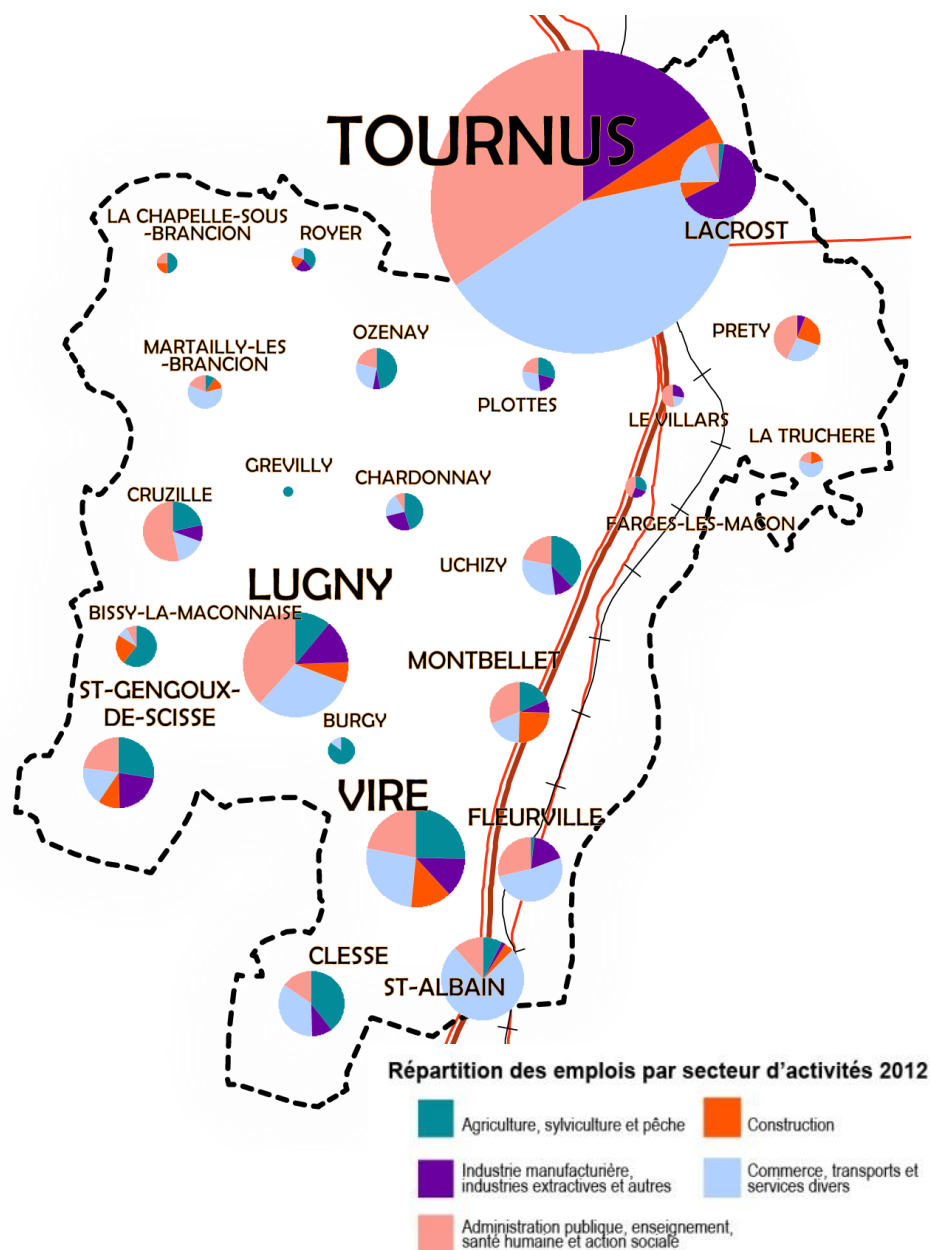 TOURNUS
LACROST
LA CHAPELLE-SOUS
-BRANCION
ROYER
OZENAY
PRETY
MARTAILLY-LES
-BRANCION
PLOTTES
LE VILLARS
LA TRUCHERE
GREVILLY
CHARDONNAY
CRUZILLE
FARGES-LES-MACON
UCHIZY
LUGNY
BISSY-LA-MACONNAISE
MONTBELLET
ST-GENGOUX-
DE-SCISSE
BURGY
VIRE
FLEURVILLE
CLESSE
ST-ALBAIN
Répartition des emplois par secteur d'activités 2012
Agriculture, sylviculture et pêche
Construction
Industrie manufacturière,
industries extractives et autres
Commerce, transports et
services divers
Administration publique, enseignement,
santé humaine et action sociale